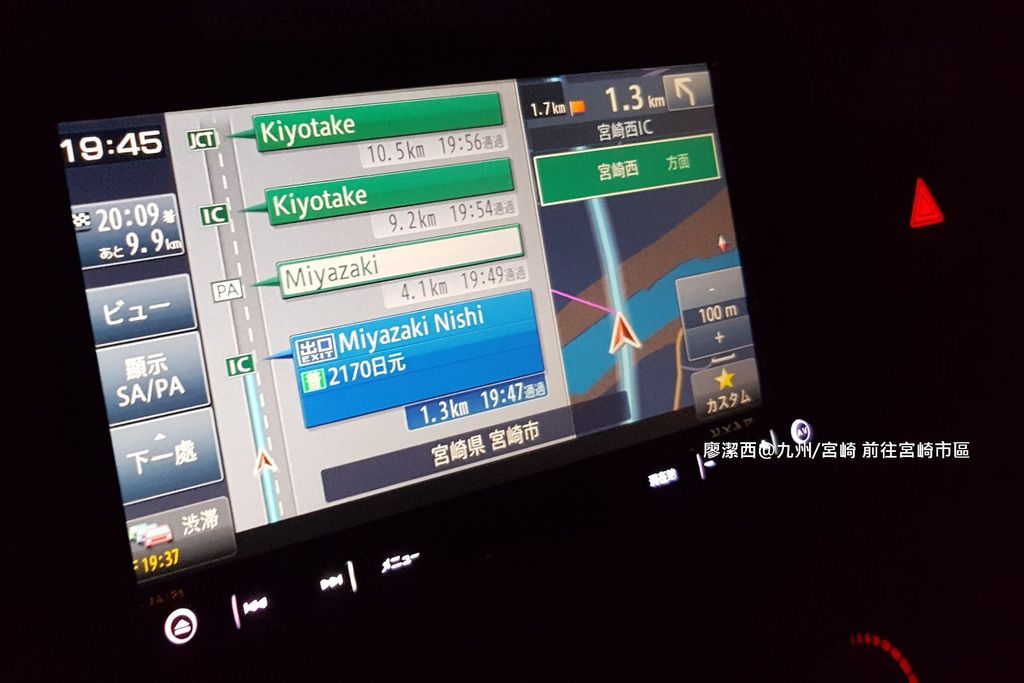 19:45
20:09着
あと9.9km
ビュー
顯示
SA/PA
下一處
渋滞
19:37
JCT
Kiyotake
10.5km 19:56通過
IC
Kiyotake
9.2km 19:54通過
PA
Miyazaki
4.1km 19:49通過
IC
出口
EXIT
Miyazaki Nishi
普 2170日元
1.3km 19:47通過
宮崎県 宮崎市
1.7km
1.3km
宮崎西IC
宮崎西 方面
-
100 m
+
カスタム
廖潔西@九州/宮崎 前往宮崎市區
AV
現在地
メニュー